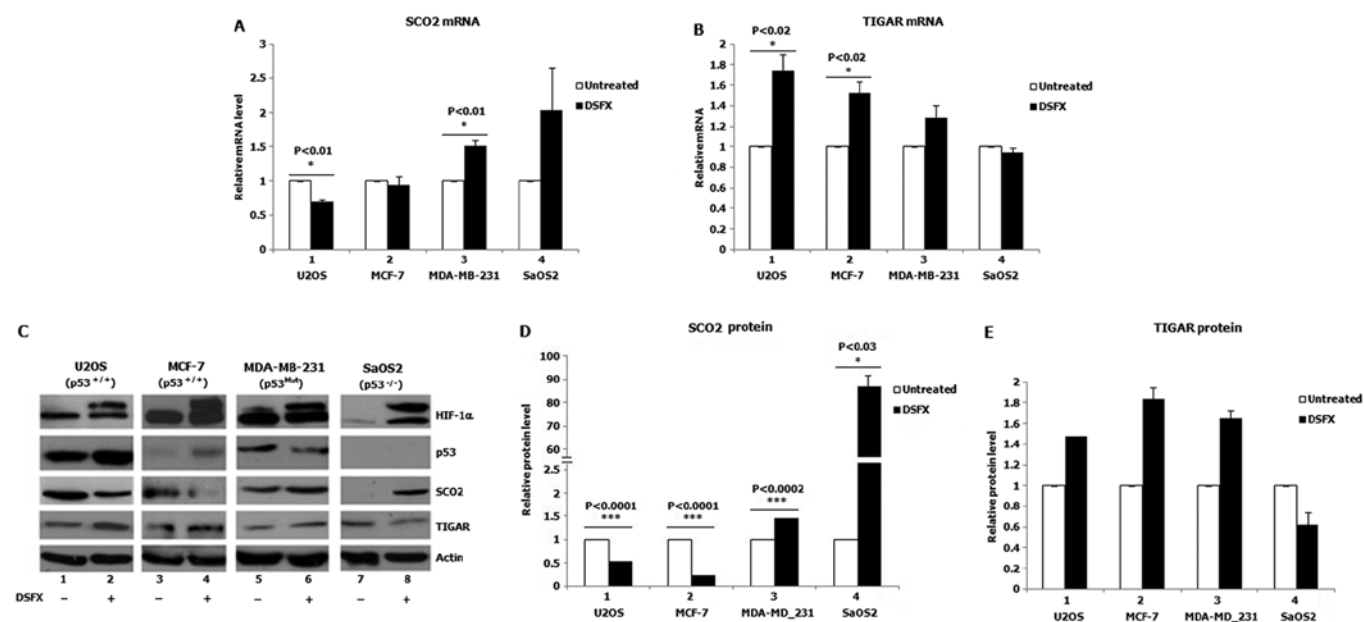 A
SCO2 mRNA
Relative mRNA level
3
2.5
2
1.5
1
0.5
0
P<0.01
*
P<0.01
*
Untreated
DSFX
1
2
3
4
U2OS
MCF-7
MDA-MB-231
SaOS2
B
TIGAR mRNA
Relative mRNA
2
1.8
1.6
1.4
1.2
1
0.8
0.6
0.4
0.2
0
P<0.02
*
P<0.02
*
Untreated
DSFX
1
2
3
4
U2OS
MCF-7
MDA-MB-231
SaOS2
C
U2OS
MCF-7
MDA-MB-231
SaOS2
(p53 +/+)
(p53 +/+)
(p53Mut)
(p53 -/-)
HIF-1α
p53
SCO2
TIGAR
Actin
1 2 3 4 5 6 7 8
DSFX – + – + – + – +
D
SCO2 protein
Relative protein level
100
90
80
70
60
2
1.5
1
0.5
0
P<0.0001
***
P<0.0001
***
P<0.0002
***
P<0.03
*
Untreated
DSFX
1
2
3
4
U2OS
MCF-7
MDA-MD_231
SaOS2
E
TIGAR protein
Relative protein level
2
1.8
1.6
1.4
1.2
1
0.8
0.6
0.4
0.2
0
Untreated
DSFX
1
2
3
4
U2OS
MCF-7
MDA-MD_231
SaOS2